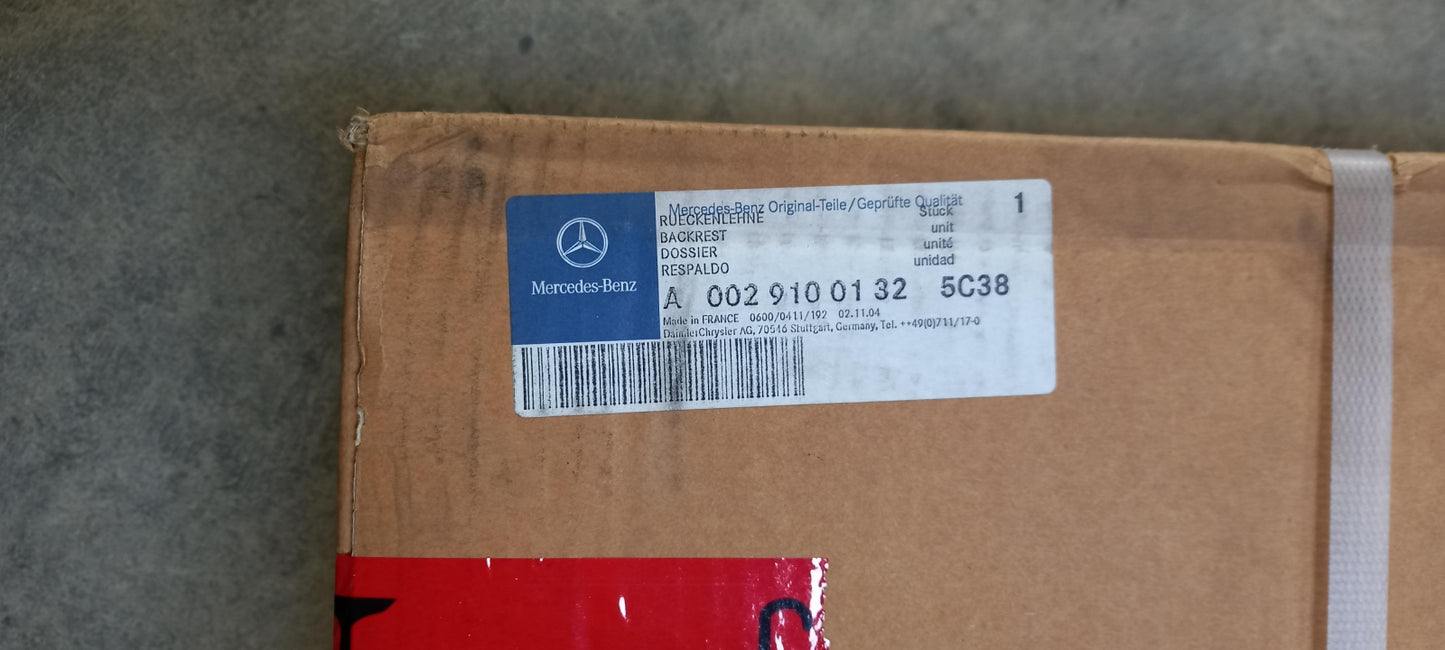 Mercedes-Benz
Mercedes-Benz Original-Teile/Geprüfte Qualität
1
RUECKENLEHNE Stück
BACKREST unit
DOSSIER unité
RESPALDO unidad
A 002 910 01 32 5C38
Made in FRANCE 0600/0411/192 02.11.04
DaimlerChrysler AG, 70546 Stuttgart, Germany, Tel. ++49(0)711/17-0